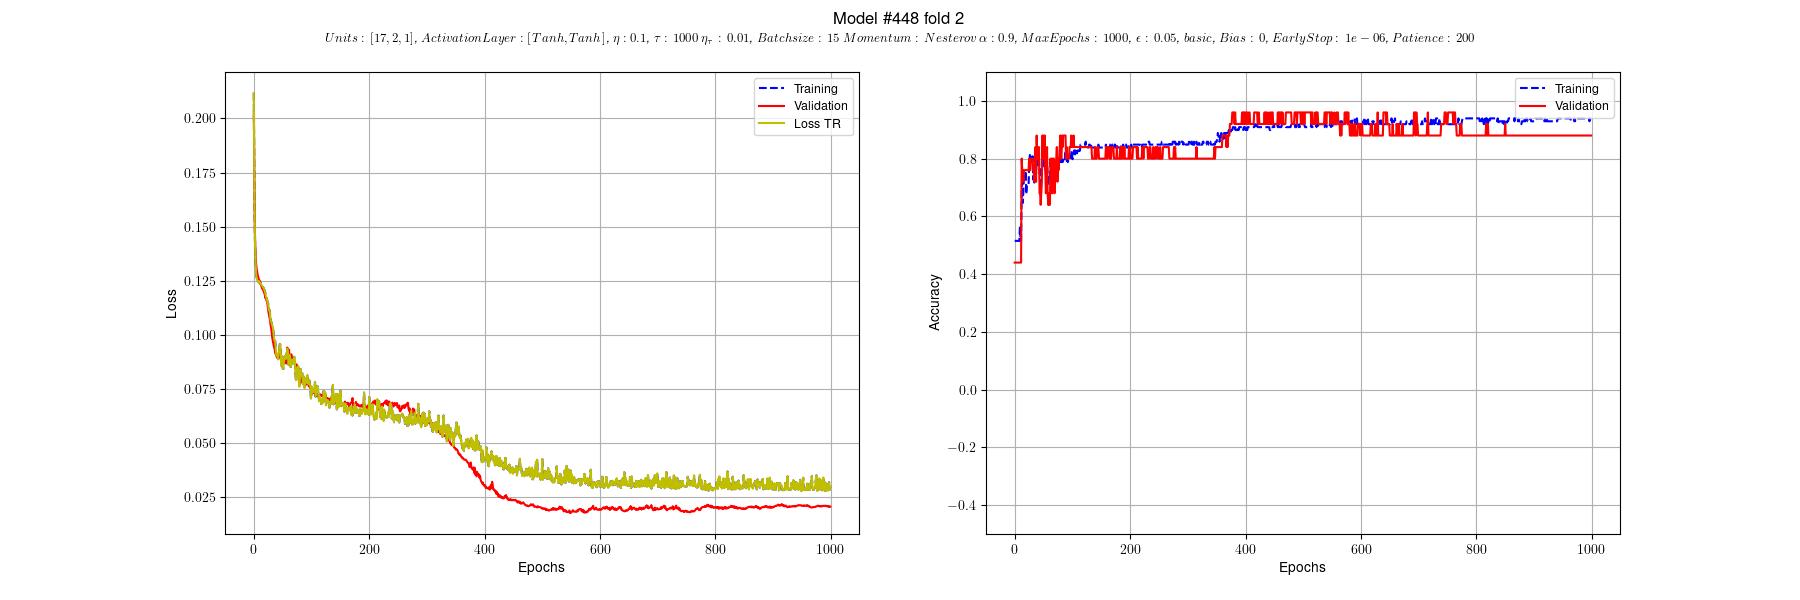 Model #448 fold 2
Units : [17, 2, 1], ActivationLayer : [Tanh, Tanh], η : 0.1, τ : 1000 ητ : 0.01, Batchsize : 15 Momentum : Nesterov α : 0.9, MaxEpochs : 1000, ϵ : 0.05, basic, Bias : 0, EarlyStop : 1e − 06, Patience : 200
Training
Validation
Loss TR
0.200
0.175
0.150
0.125
0.100
0.075
0.050
0.025
Loss
0 200 400 600 800 1000
Epochs
Training
Validation
1.0
0.8
0.6
0.4
0.2
0.0
−0.2
−0.4
Accuracy
0 200 400 600 800 1000
Epochs